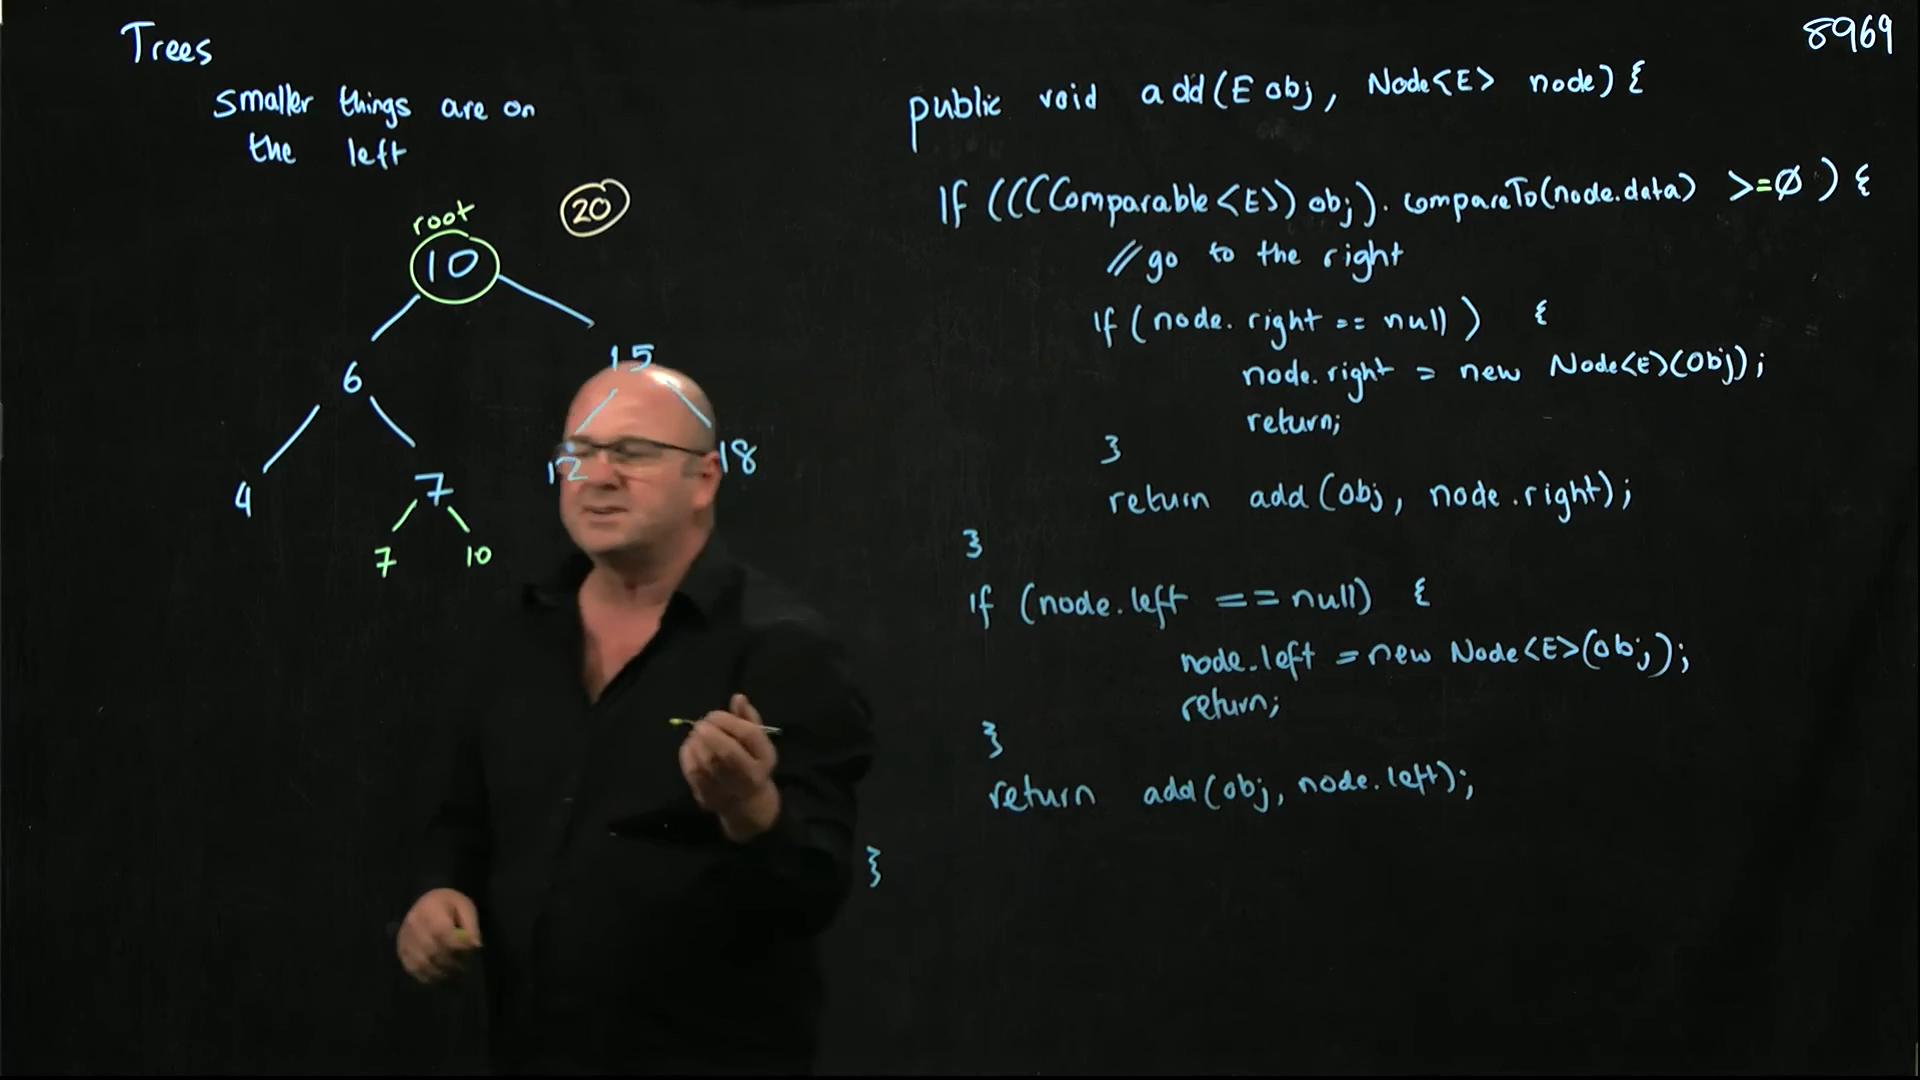 Trees
smaller things are on
the left
root
20
10
6
15
4
7
12
18
7
10
8969
public void add(E obj, Node<E> node) {
If (((Comparable<E>) obj). compareTo(node.data) >=0 ) {
// go to the right
If (node.right == null) {
node.right = new Node<E>(Obj);
return;
}
return add (obj, node.right);
}
if (node.left == null) {
node.left = new Node<E>(obj);
return;
}
return add(obj, node.left);
}